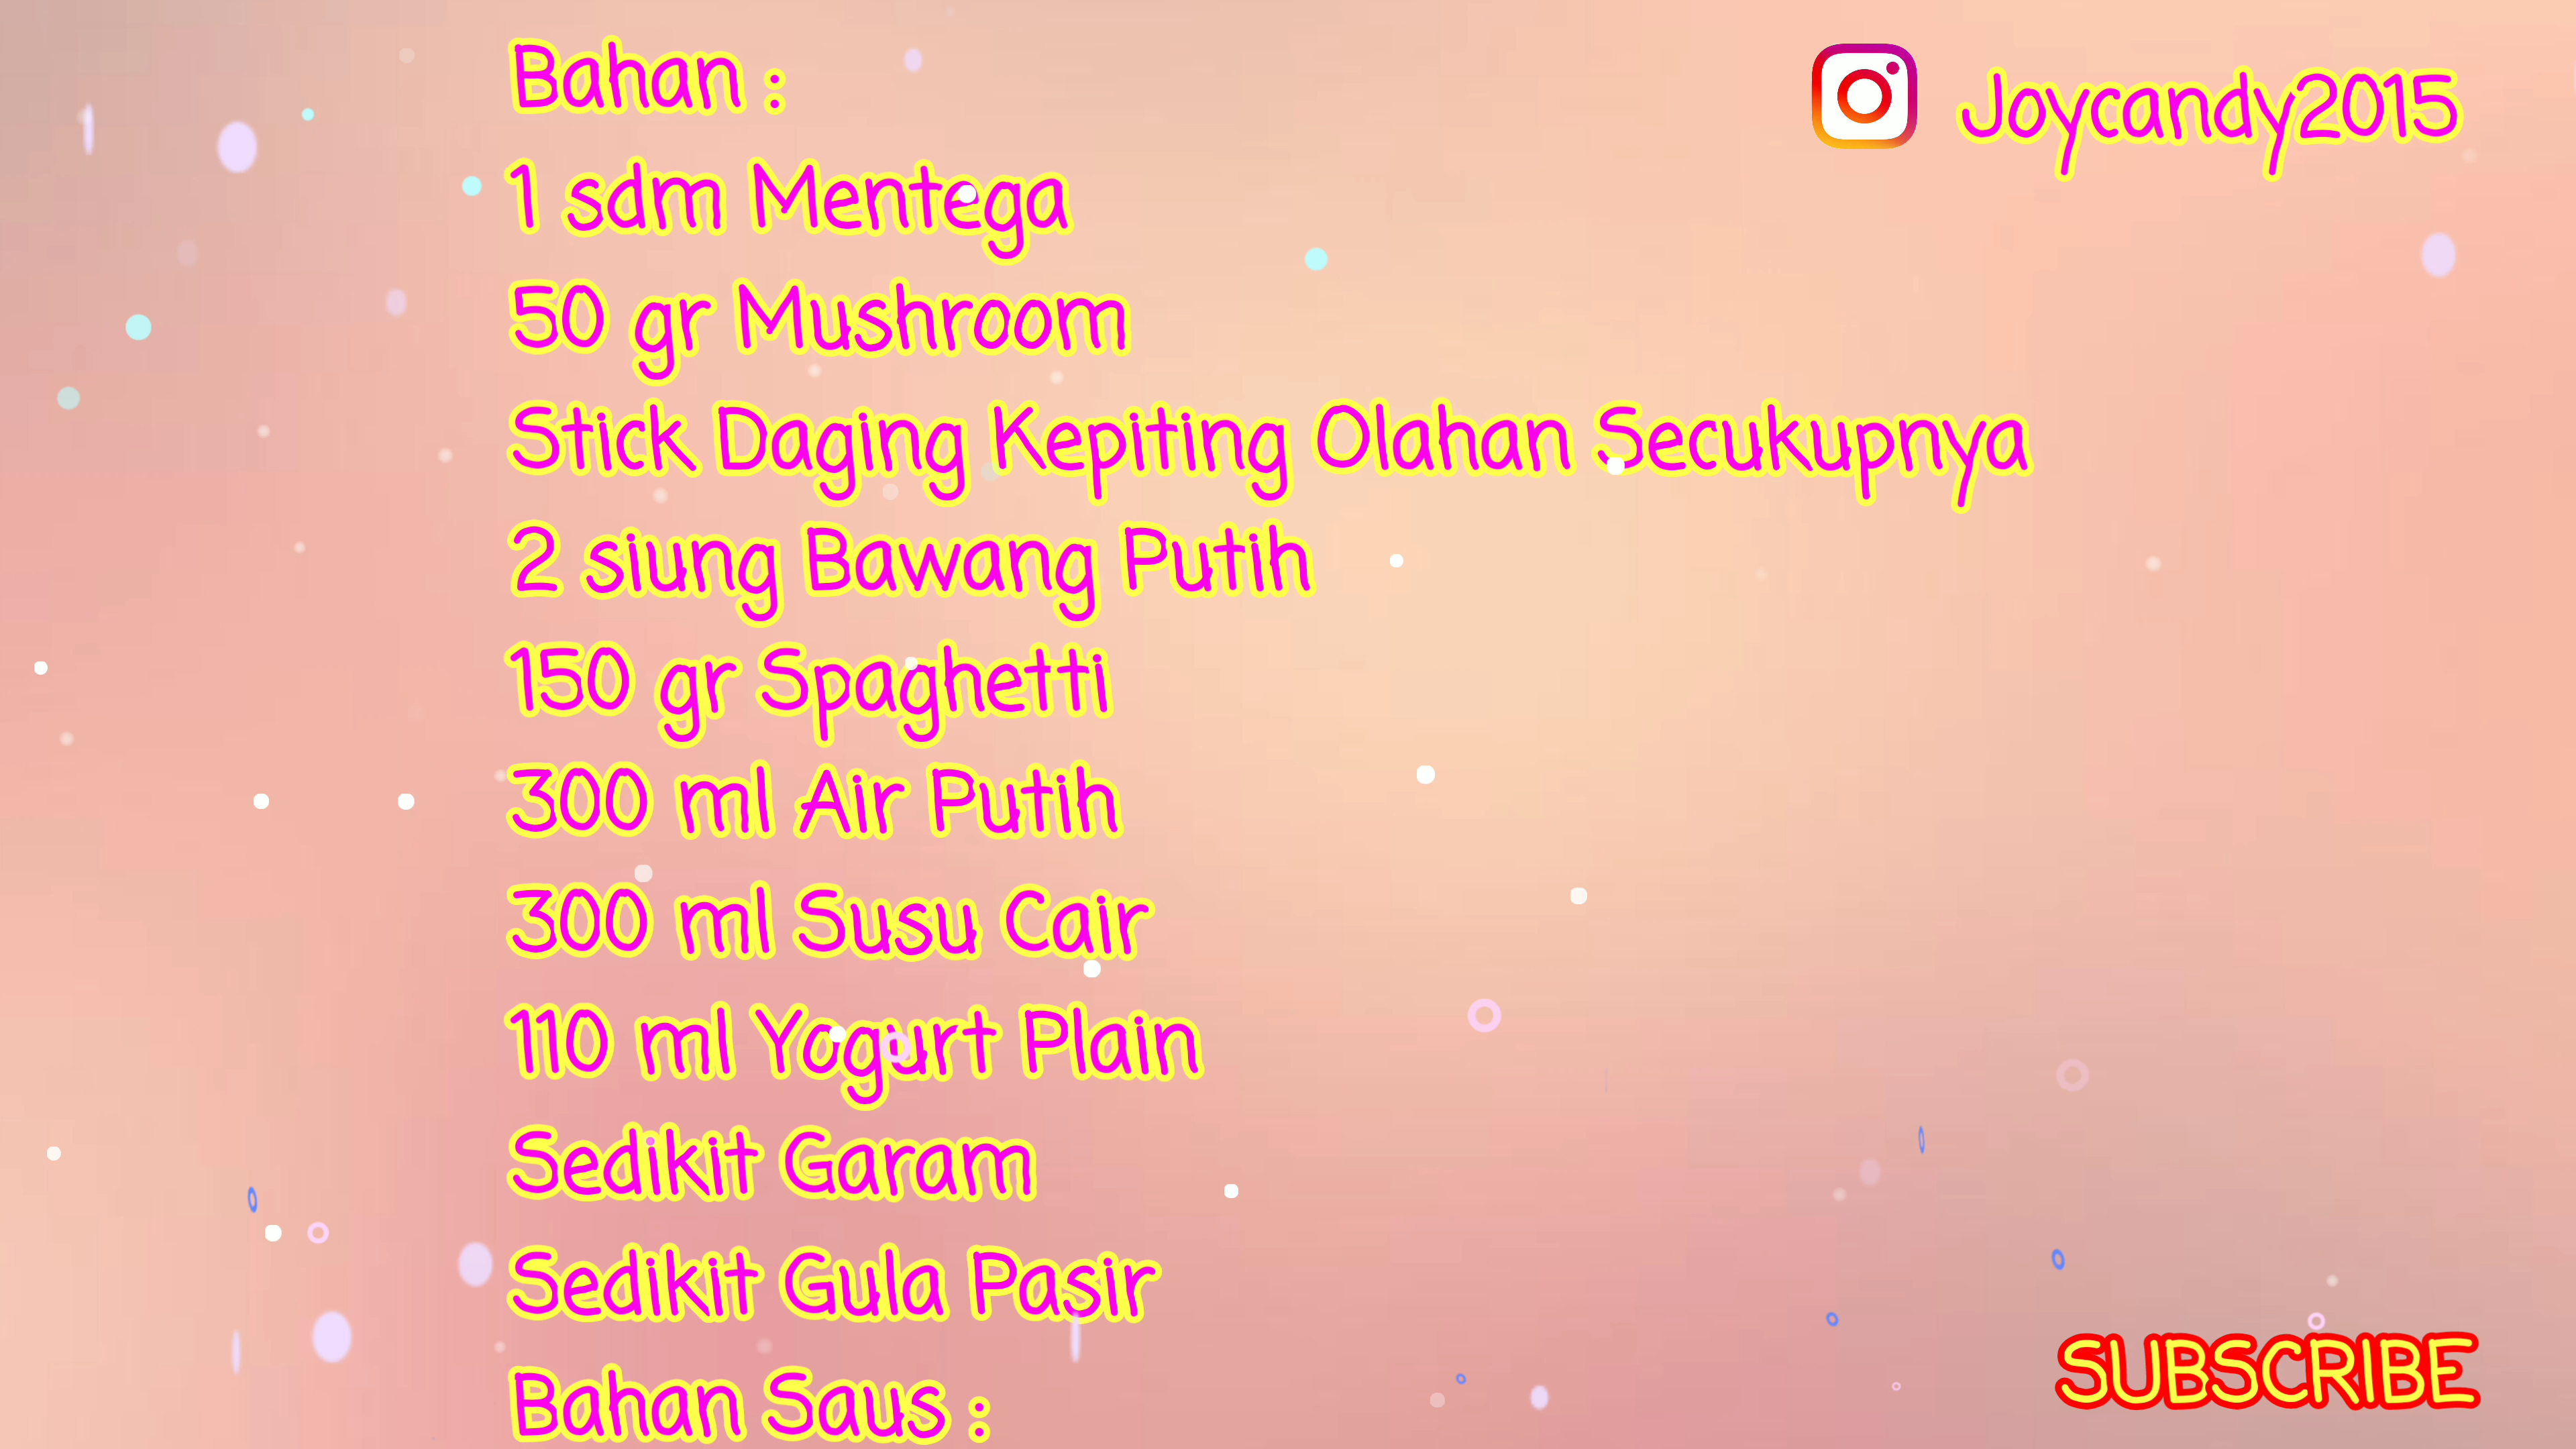 Bahan :
Joycandy2015
1 sdm Mentega
50 gr Mushroom
Stick Daging Kepiting Olahan Secukupnya
2 siung Bawang Putih
150 gr Spaghetti
300 ml Air Putih
300 ml Susu Cair
110 ml Yogurt Plain
Sedikit Garam
Sedikit Gula Pasir
Bahan Saus :
SUBSCRIBE